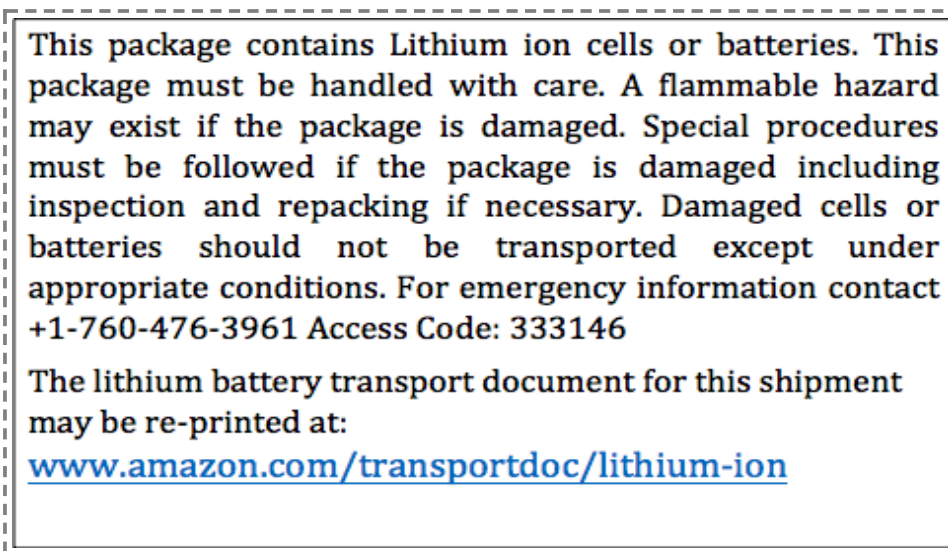 This package contains Lithium ion cells or batteries. This
package must be handled with care. A flammable hazard
may exist if the package is damaged. Special procedures
must be followed if the package is damaged including
inspection and repacking if necessary. Damaged cells or
batteries should not be transported except under
appropriate conditions. For emergency information contact
+1-760-476-3961 Access Code: 333146
The lithium battery transport document for this shipment
may be re-printed at:
www.amazon.com/transportdoc/lithium-ion